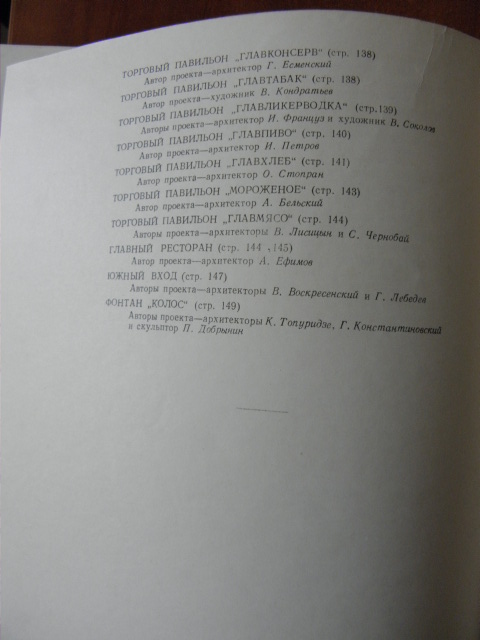 ТОРГОВЫЙ ПАВИЛЬОН „ГЛАВКОНСЕРВ“ (стр. 138)
Автор проекта—архитектор Г. Есменский
ТОРГОВЫЙ ПАВИЛЬОН „ГЛАВТАБАК“ (стр. 138)
Автор проекта—художник В. Кондратьев
ТОРГОВЫЙ ПАВИЛЬОН „ГЛАВЛИКЕРВОДКА“ (стр.139)
Авторы проекта—архитектор И. Француз и художник В. Соколов
ТОРГОВЫЙ ПАВИЛЬОН „ГЛАВПИВО“ (стр. 140)
Автор проекта—архитектор И. Петров
ТОРГОВЫЙ ПАВИЛЬОН „ГЛАВХЛЕБ“ (стр. 141)
Автор проекта—архитектор О. Стопран
ТОРГОВЫЙ ПАВИЛЬОН „МОРОЖЕНОЕ“ (стр. 143)
Автор проекта—архитектор А. Бельский
ТОРГОВЫЙ ПАВИЛЬОН „ГЛАВМЯСО“ (стр. 144)
Авторы проекта—архитекторы В. Лисицын и С. Чернобай
ГЛАВНЫЙ РЕСТОРАН (стр. 144 ,145)
Автор проекта—архитектор А. Ефимов
ЮЖНЫЙ ВХОД (стр. 147)
Авторы проекта—архитекторы В. Воскресенский и Г. Лебедев
ФОНТАН „КОЛОС“ (стр. 149)
Авторы проекта—архитекторы К. Топуридзе, Г. Константиновский
и скульптор П. Добрынин